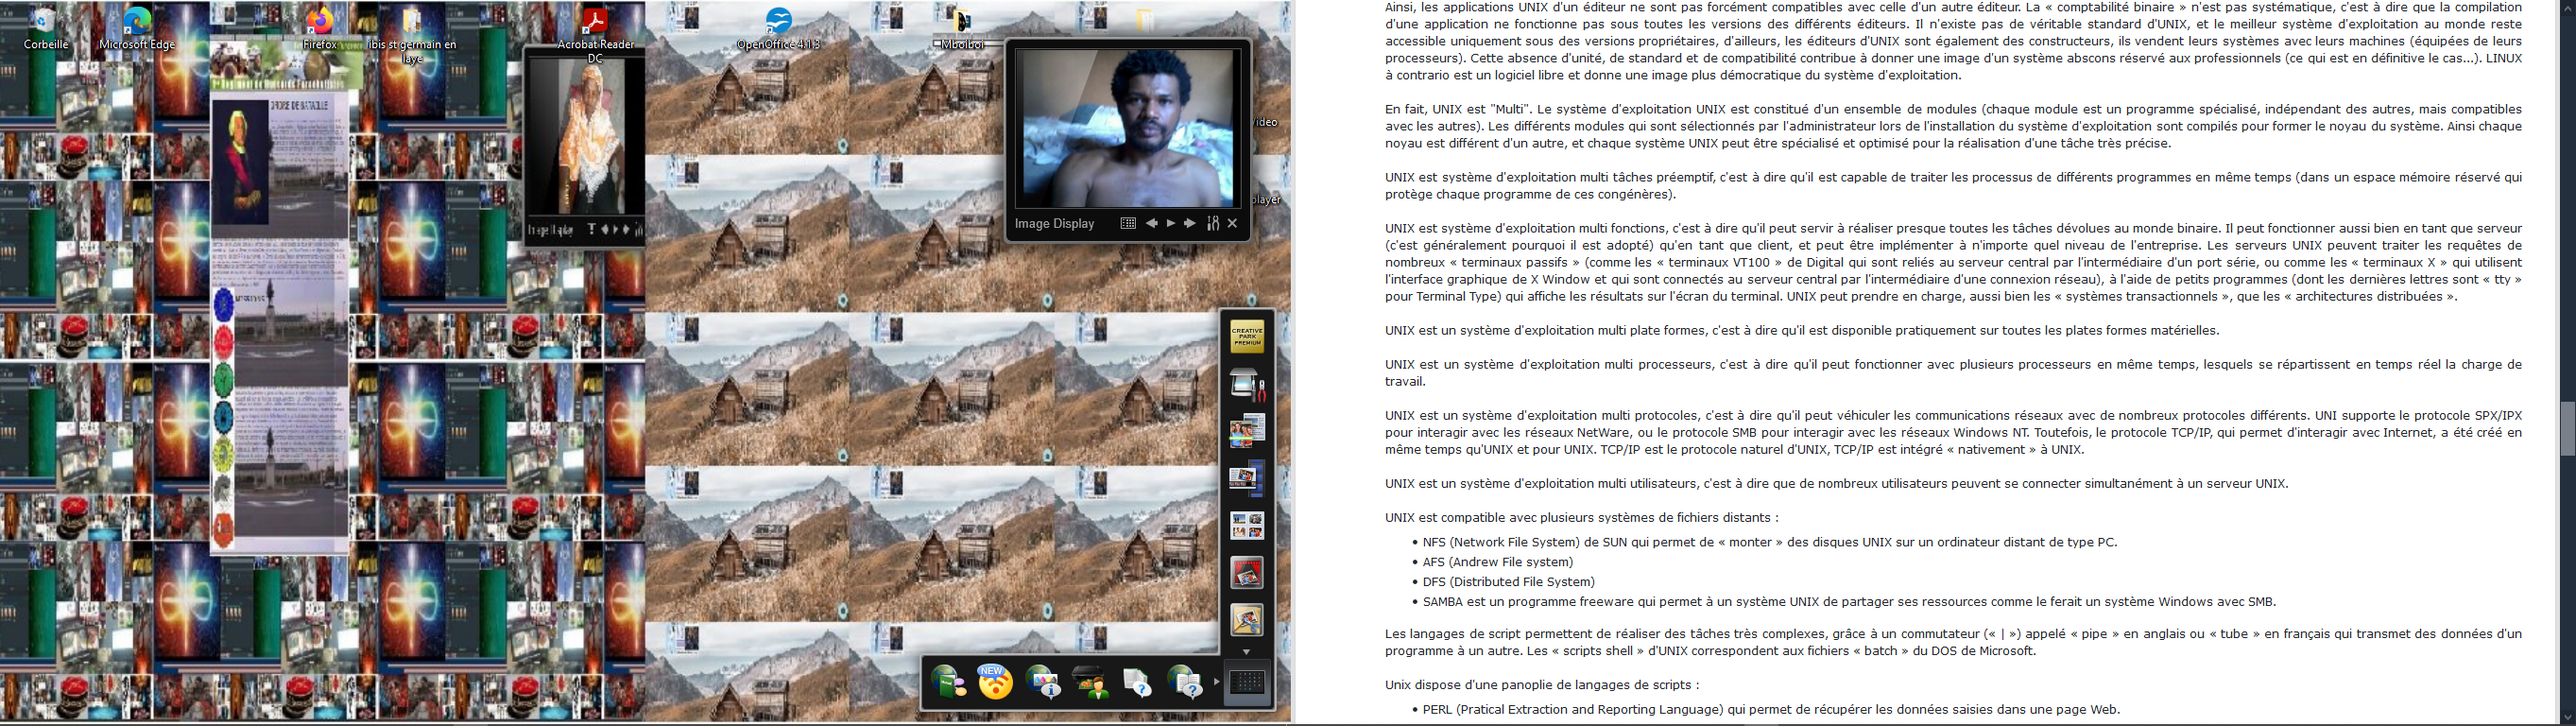 Corbeille
Microsoft Edge
Firefox
ibis st germain en
laye
Acrobat Reader
DC
OpenOffice 4.1.3
Mboiboi
ORDRE DE BATAILLE
Image Display
Video
player
CREATIVE
PARK
PREMIUM
NEW
Ainsi, les applications UNIX d'un éditeur ne sont pas forcément compatibles avec celle d'un autre éditeur. La « comptabilité binaire » n'est pas systématique, c'est à dire que la compilation
d'une application ne fonctionne pas sous toutes les versions des différents éditeurs. Il n'existe pas de véritable standard d'UNIX, et le meilleur système d'exploitation au monde reste
accessible uniquement sous des versions propriétaires, d'ailleurs, les éditeurs d'UNIX sont également des constructeurs, ils vendent leurs systèmes avec leurs machines (équipées de leurs
processeurs). Cette absence d'unité, de standard et de compatibilité contribue à donner une image d'un système abscons réservé aux professionnels (ce qui est en définitive le cas...). LINUX
à contrario est un logiciel libre et donne une image plus démocratique du système d'exploitation.
En fait, UNIX est "Multi". Le système d'exploitation UNIX est constitué d'un ensemble de modules (chaque module est un programme spécialisé, indépendant des autres, mais compatibles
avec les autres). Les différents modules qui sont sélectionnés par l'administrateur lors de l'installation du système d'exploitation sont compilés pour former le noyau du système. Ainsi chaque
noyau est différent d'un autre, et chaque système UNIX peut être spécialisé et optimisé pour la réalisation d'une tâche très précise.
UNIX est système d'exploitation multi tâches préemptif, c'est à dire qu'il est capable de traiter les processus de différents programmes en même temps (dans un espace mémoire réservé qui
protège chaque programme de ces congénères).
UNIX est système d'exploitation multi fonctions, c'est à dire qu'il peut servir à réaliser presque toutes les tâches dévolues au monde binaire. Il peut fonctionner aussi bien en tant que serveur
(c'est généralement pourquoi il est adopté) qu'en tant que client, et peut être implémenter à n'importe quel niveau de l'entreprise. Les serveurs UNIX peuvent traiter les requêtes de
nombreux « terminaux passifs » (comme les « terminaux VT100 » de Digital qui sont reliés au serveur central par l'intermédiaire d'un port série, ou comme les « terminaux X » qui utilisent
l'interface graphique de X Window et qui sont connectés au serveur central par l'intermédiaire d'une connexion réseau), à l'aide de petits programmes (dont les dernières lettres sont « tty »
pour Terminal Type) qui affiche les résultats sur l'écran du terminal. UNIX peut prendre en charge, aussi bien les « systèmes transactionnels », que les « architectures distribuées ».
UNIX est un système d'exploitation multi plate formes, c'est à dire qu'il est disponible pratiquement sur toutes les plates formes matérielles.
UNIX est un système d'exploitation multi processeurs, c'est à dire qu'il peut fonctionner avec plusieurs processeurs en même temps, lesquels se répartissent en temps réel la charge de
travail.
UNIX est un système d'exploitation multi protocoles, c'est à dire qu'il peut véhiculer les communications réseaux avec de nombreux protocoles différents. UNI supporte le protocole SPX/IPX
pour interagir avec les réseaux NetWare, ou le protocole SMB pour interagir avec les réseaux Windows NT. Toutefois, le protocole TCP/IP, qui permet d'interagir avec Internet, a été créé en
même temps qu'UNIX et pour UNIX. TCP/IP est le protocole naturel d'UNIX, TCP/IP est intégré « nativement » à UNIX.
UNIX est un système d'exploitation multi utilisateurs, c'est à dire que de nombreux utilisateurs peuvent se connecter simultanément à un serveur UNIX.
UNIX est compatible avec plusieurs systèmes de fichiers distants :
• NFS (Network File System) de SUN qui permet de « monter » des disques UNIX sur un ordinateur distant de type PC.
• AFS (Andrew File system)
• DFS (Distributed File System)
• SAMBA est un programme freeware qui permet à un système UNIX de partager ses ressources comme le ferait un système Windows avec SMB.
Les langages de script permettent de réaliser des tâches très complexes, grâce à un commutateur (« | ») appelé « pipe » en anglais ou « tube » en français qui transmet des données d'un
programme à un autre. Les « scripts shell » d'UNIX correspondent aux fichiers « batch » du DOS de Microsoft.
Unix dispose d'une panoplie de langages de scripts :
• PERL (Pratical Extraction and Reporting Language) qui permet de récupérer les données saisies dans une page Web.